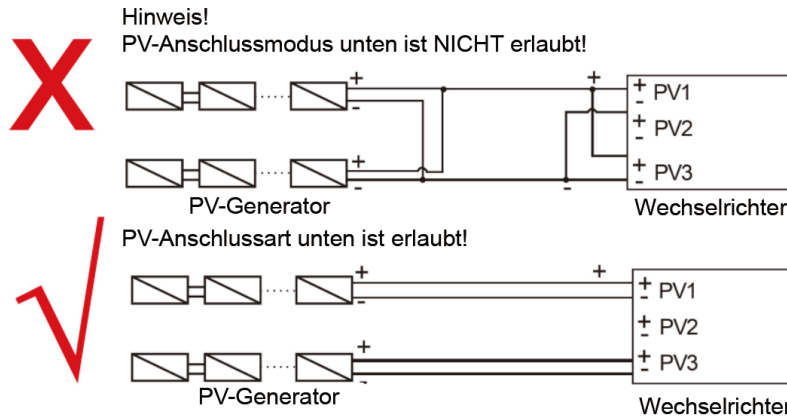 Hinweis!
PV-Anschlussmodus unten ist NICHT erlaubt!
+ + + PV1
- -
+ PV2
-
+ + PV3
- - -
PV-Generator Wechselrichter
PV-Anschlussart unten ist erlaubt!
+ + + PV1
- -
+ PV2
-
+ + PV3
- -
PV-Generator Wechselrichter